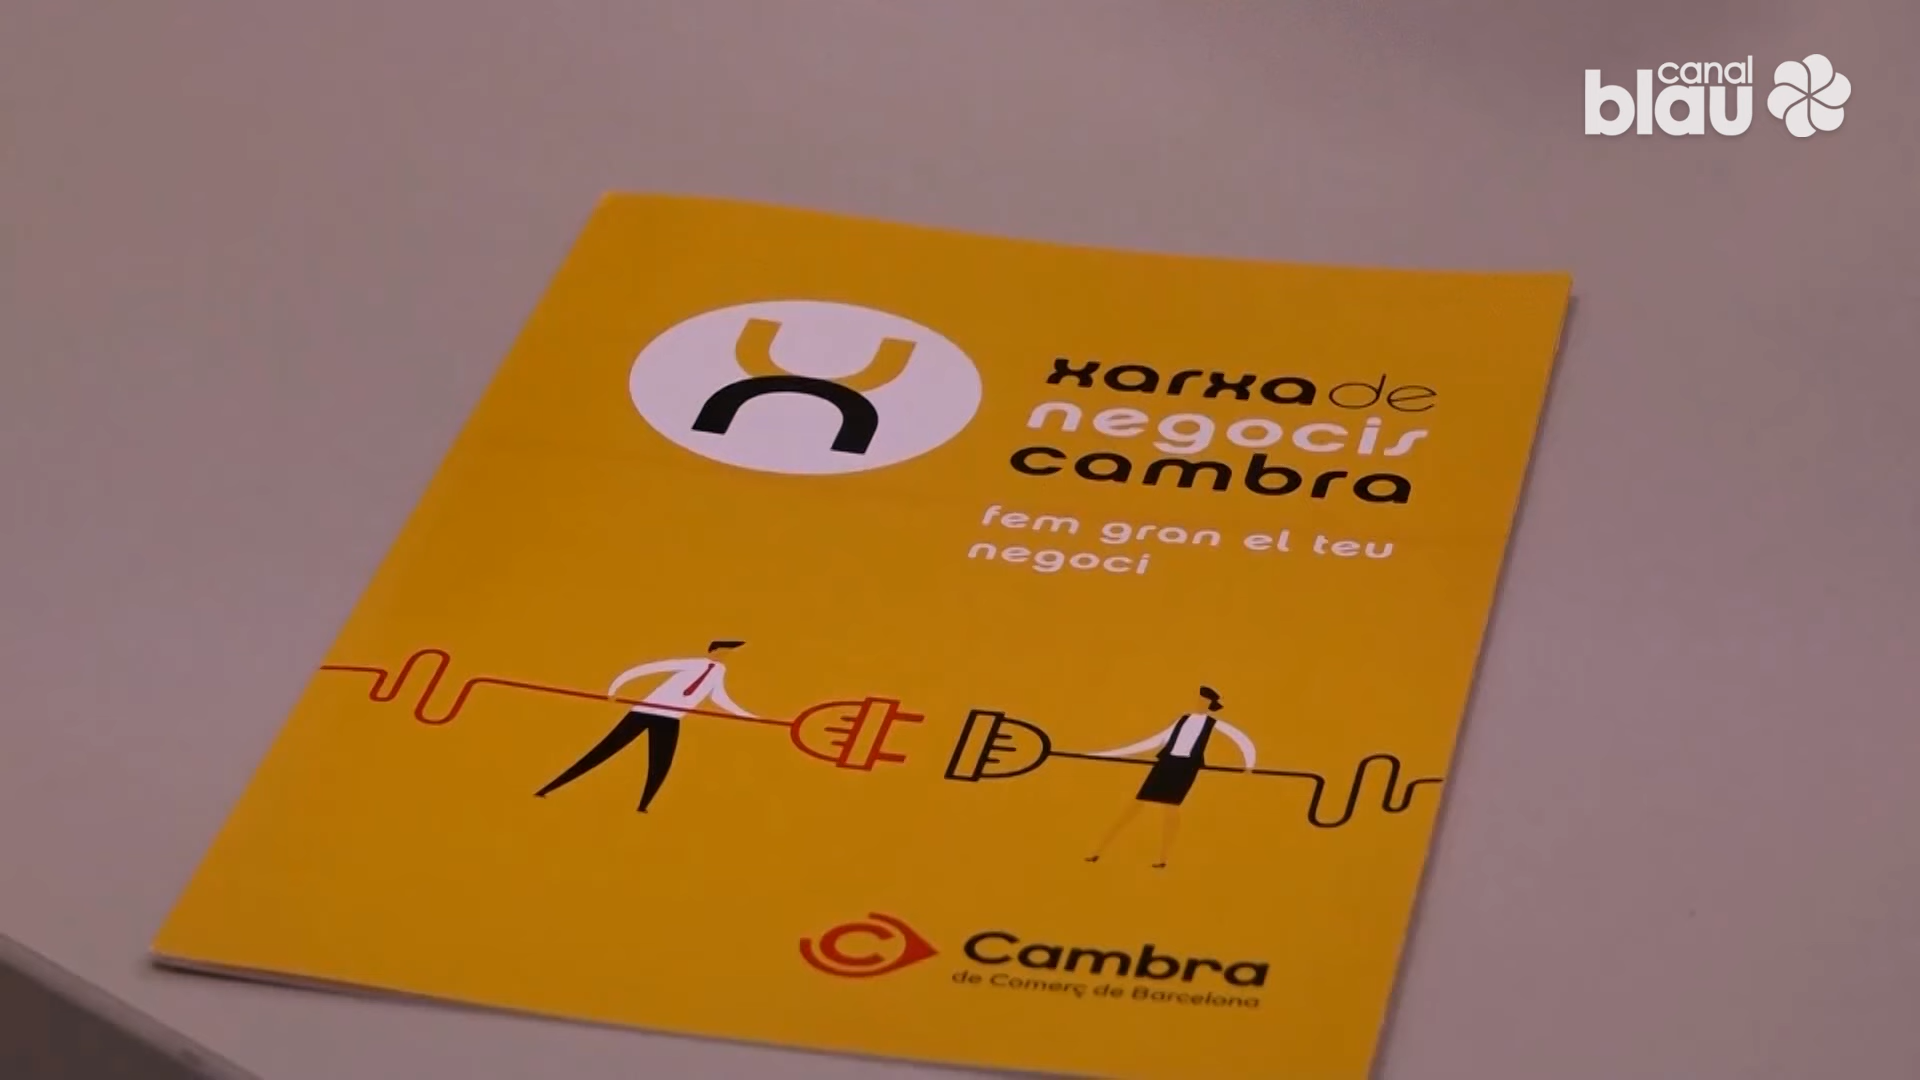 canal
blau
xarxa de
negocis
cambra
fem gran el teu
negoci
Cambra
de Comerç de Barcelona